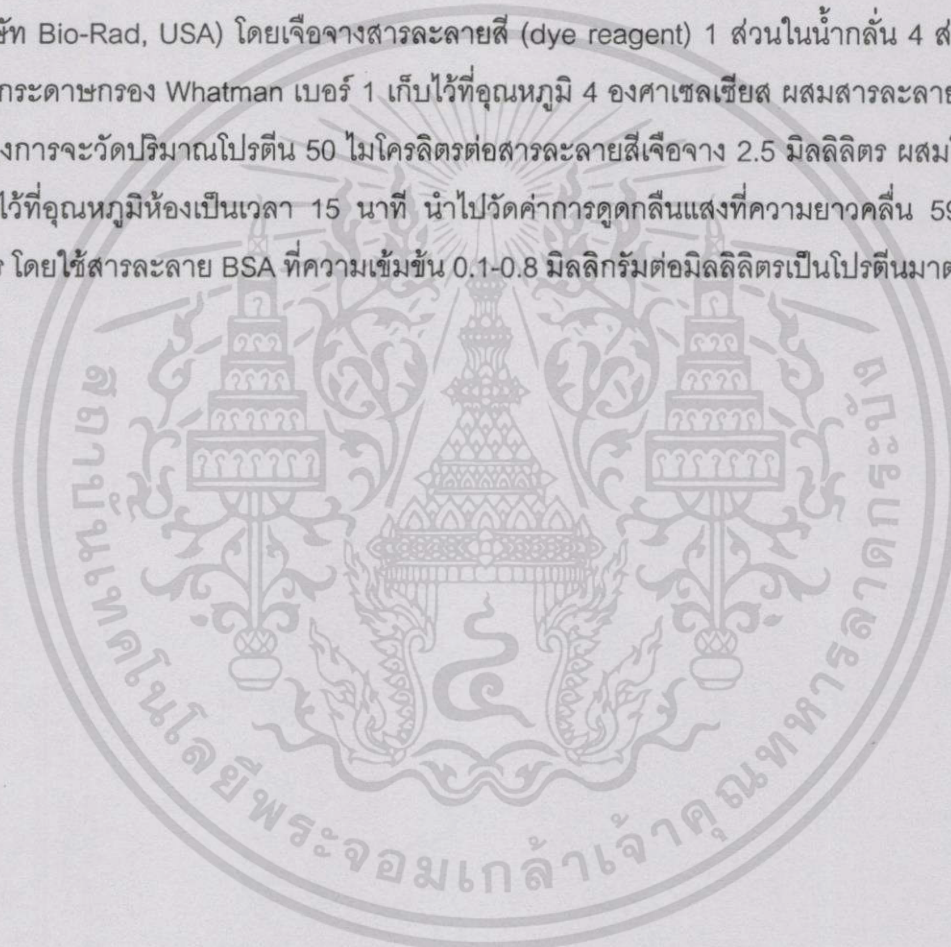 ษัท Bio-Rad, USA) โดยเจือจางสารละลายสี (dye reagent) 1 ส่วนในน้ำกลั่น 4 ส
กระดาษกรอง Whatman เบอร์ 1 เก็บไว้ที่อุณหภูมิ 4 องศาเซลเซียส ผสมสารละลาย
งการจะวัดปริมาณโปรตีน 50 ไมโครลิตรต่อสารละลายสีเจือจาง 2.5 มิลลิลิตร ผสม
ไว้ที่อุณหภูมิห้องเป็นเวลา 15 นาที นำไปวัดค่าการดูดกลืนแสงที่ความยาวคลื่น 59
ร โดยใช้สารละลาย BSA ที่ความเข้มข้น 0.1-0.8 มิลลิกรัมต่อมิลลิลิตรเป็นโปรตีนมาต
สถาบันเทคโนโลยีพระจอมเกล้าเจ้าคุณทหารลาดกระบัง